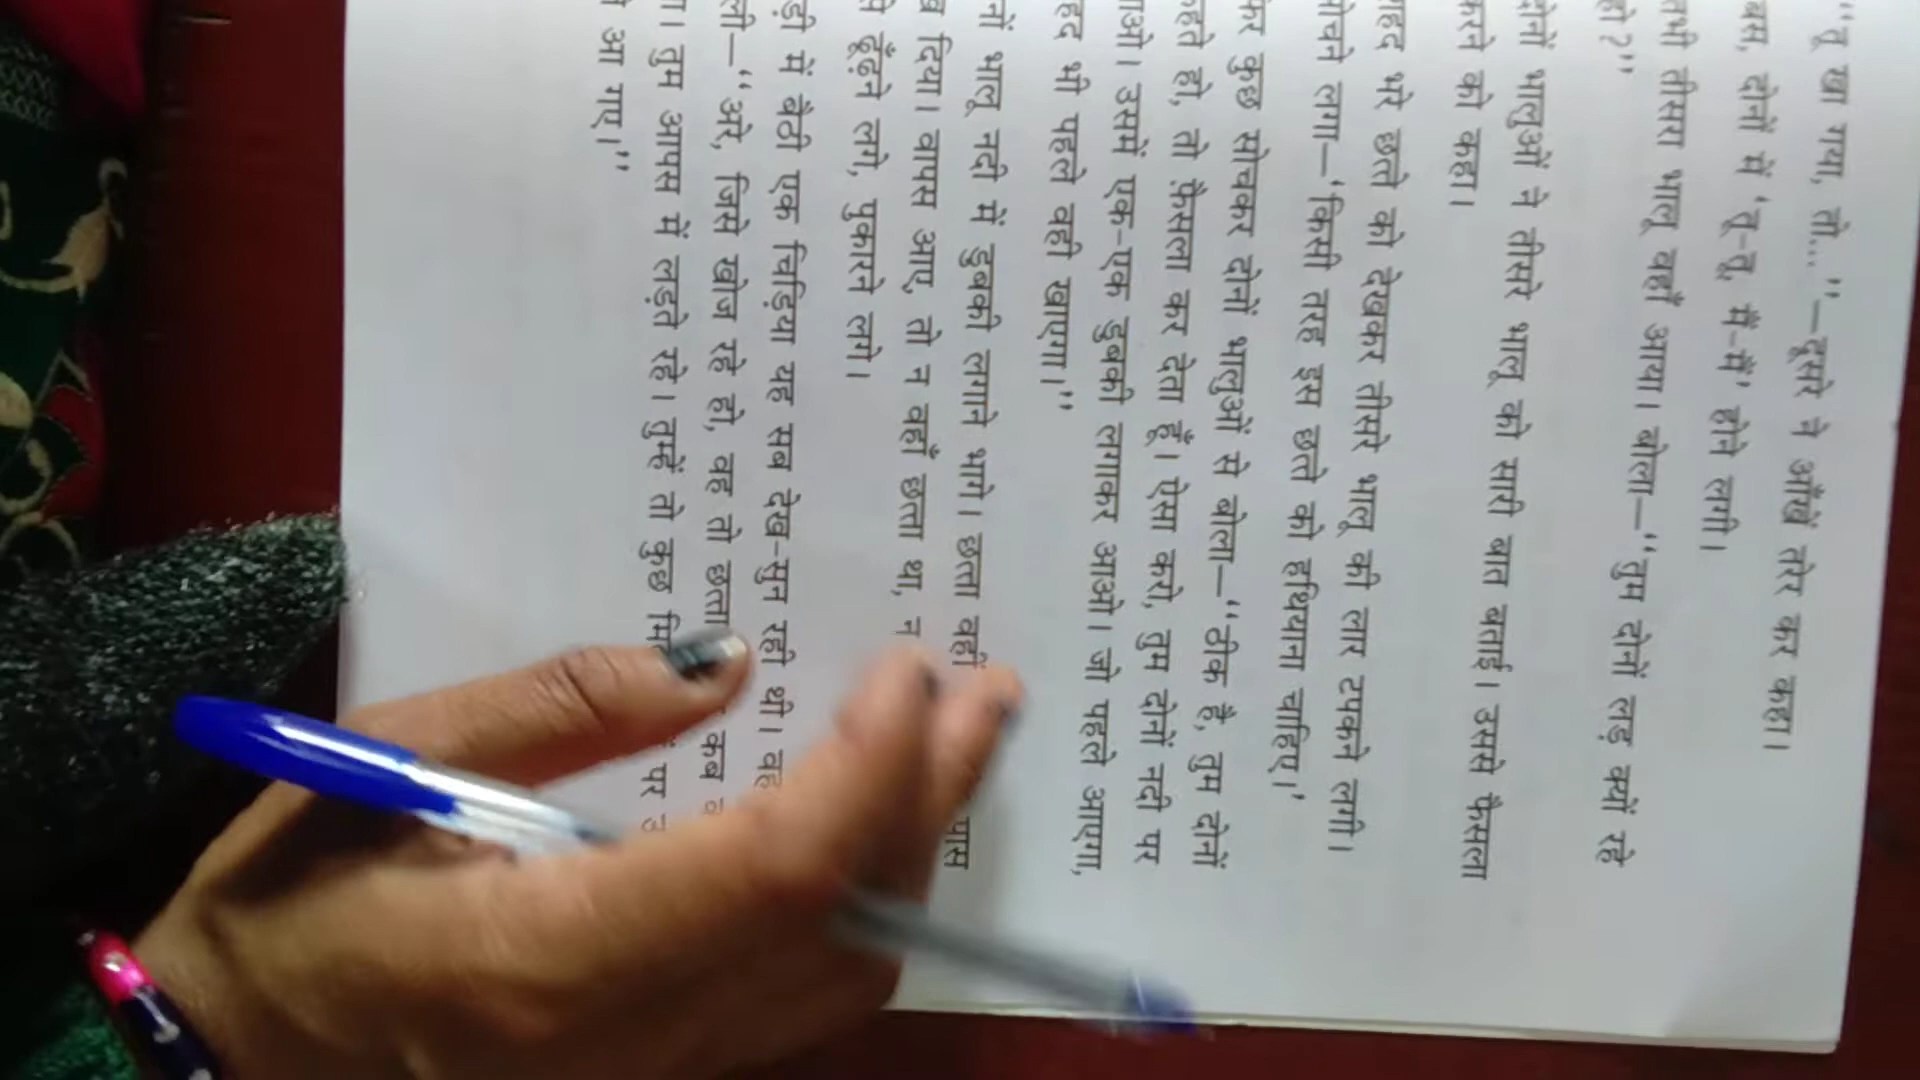 “तू खा गया, तो...”—दूसरे ने आँखें तरेर कर कहा।
बस, दोनों में ‘तू-तू मैं-मैं’ होने लगी।
तभी तीसरा भालू वहाँ आया। बोला—“तुम दोनों लड़ क्यों रहे
हो?”
दोनों भालुओं ने तीसरे भालू को सारी बात बताई। उससे फैसला
करने को कहा।
शहद भरे छत्ते को देखकर तीसरे भालू की लार टपकने लगी।
सोचने लगा—‘किसी तरह इस छत्ते को हथियाना चाहिए।’
फिर कुछ सोचकर दोनों भालुओं से बोला—“ठीक है, तुम दोनों
कहते हो, तो फ़ैसला कर देता हूँ। ऐसा करो, तुम दोनों नदी पर
जाओ। उसमें एक-एक डुबकी लगाकर आओ। जो पहले आएगा,
शहद भी पहले वही खाएगा।”
भालू नदी में डुबकी लगाने भागे। छत्ता वहीं पास
दिया। वापस आए, तो न वहाँ छत्ता था, न
ढूँढ़ने लगे, पुकारने लगे।
में बैठी एक चिड़िया यह सब देख-सुन रही थी। वह
“अरे, जिसे खोज रहे हो, वह तो छत्ता कब
तुम आपस में लड़ते रहे। तुम्हें तो कुछ पर
आ गए।”